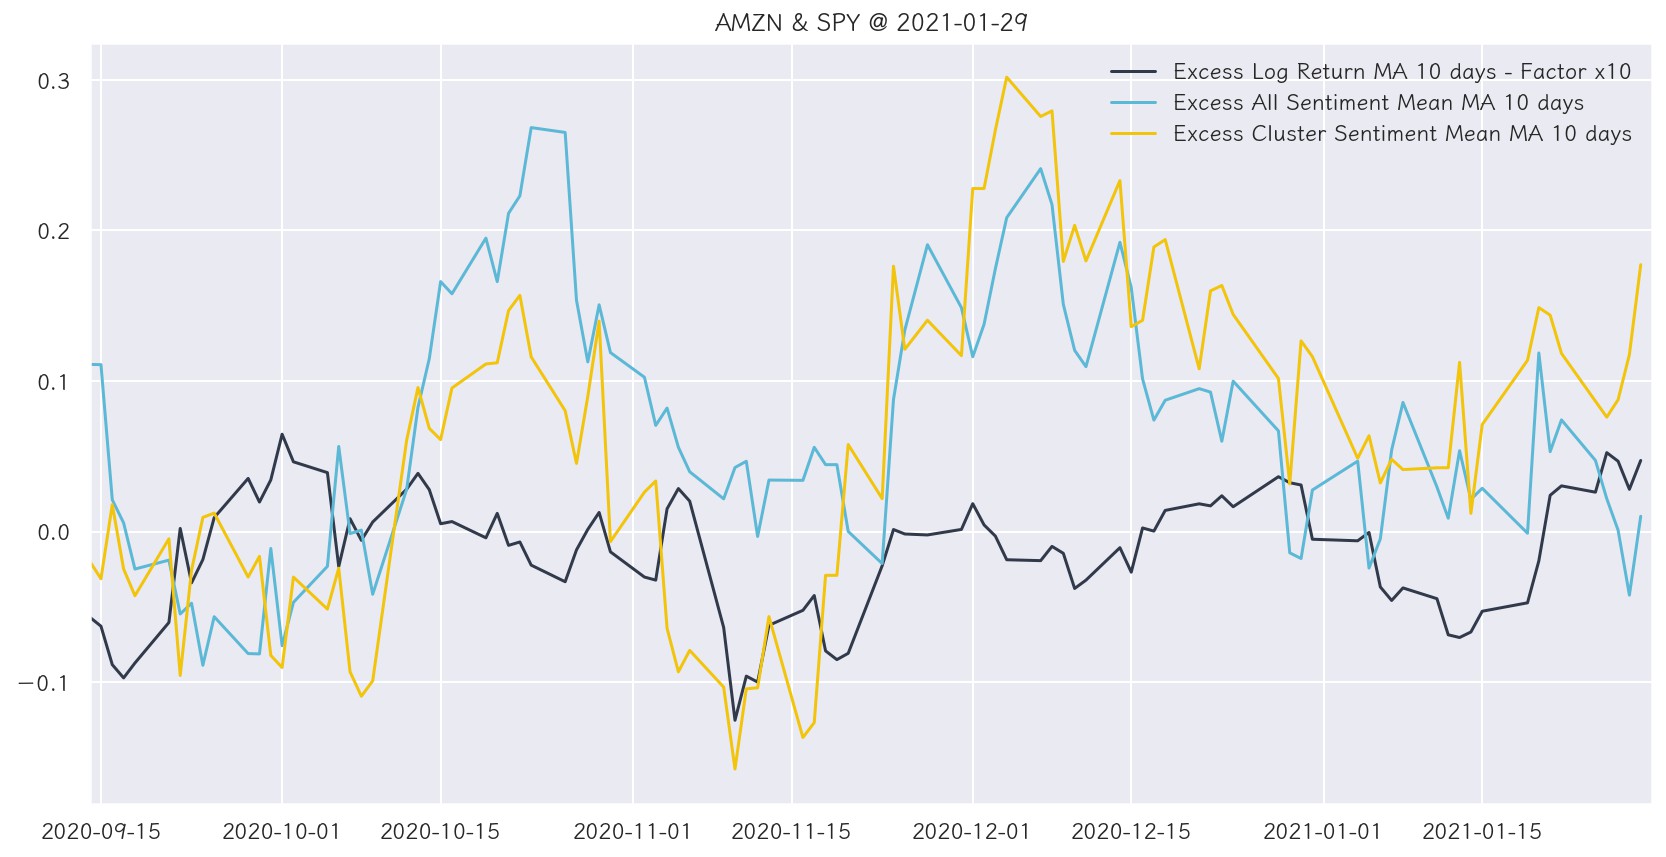 AMZN & SPY @ 2021-01-29
Excess Log Return MA 10 days - Factor x10
Excess All Sentiment Mean MA 10 days
Excess Cluster Sentiment Mean MA 10 days
0.3
0.2
0.1
0.0
−0.1
2020-09-15 2020-10-01 2020-10-15 2020-11-01 2020-11-15 2020-12-01 2020-12-15 2021-01-01 2021-01-15